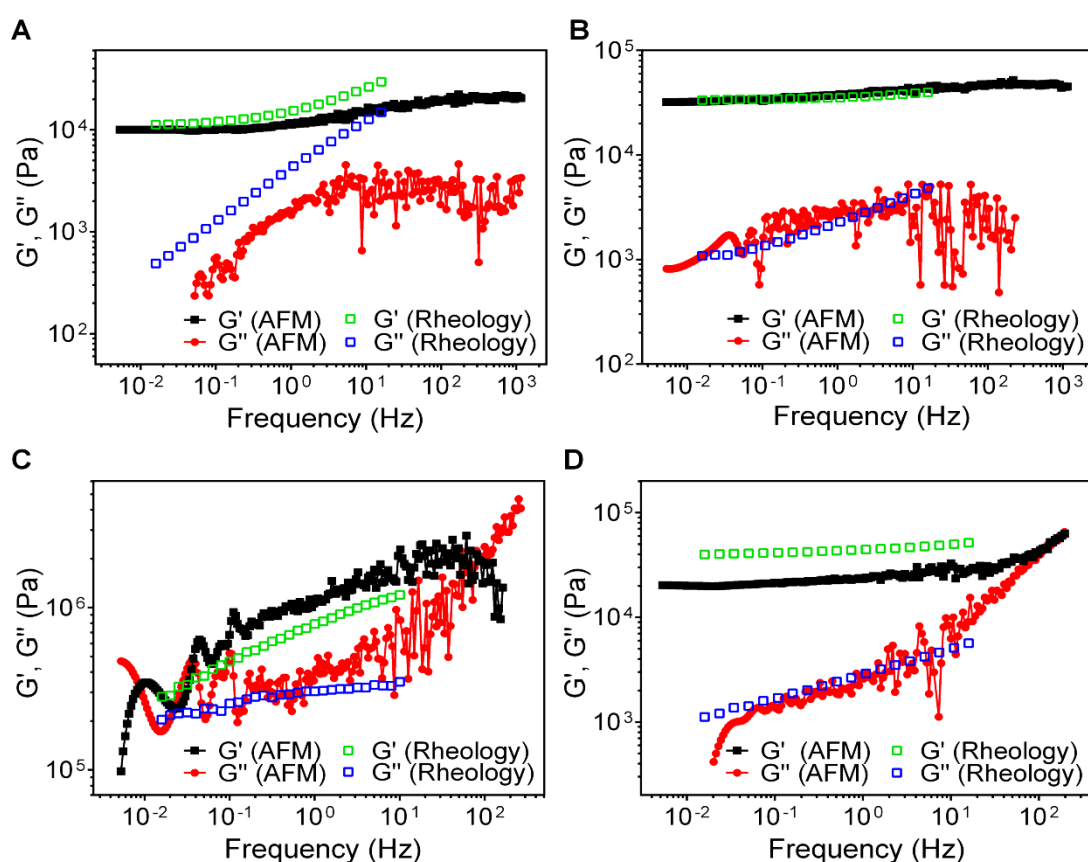 A
G', G'' (Pa)
10⁴
10³
10²
G' (AFM) G' (Rheology)
G'' (AFM) G'' (Rheology)
10⁻² 10⁻¹ 10⁰ 10¹ 10² 10³
Frequency (Hz)
B
G', G'' (Pa)
10⁵
10⁴
10³
10²
G' (AFM) G' (Rheology)
G'' (AFM) G'' (Rheology)
10⁻² 10⁻¹ 10⁰ 10¹ 10² 10³
Frequency (Hz)
C
G', G'' (Pa)
10⁶
10⁵
G' (AFM) G' (Rheology)
G'' (AFM) G'' (Rheology)
10⁻² 10⁻¹ 10⁰ 10¹ 10²
Frequency (Hz)
D
G', G'' (Pa)
10⁵
10⁴
10³
G' (AFM) G' (Rheology)
G'' (AFM) G'' (Rheology)
10⁻² 10⁻¹ 10⁰ 10¹ 10²
Frequency (Hz)